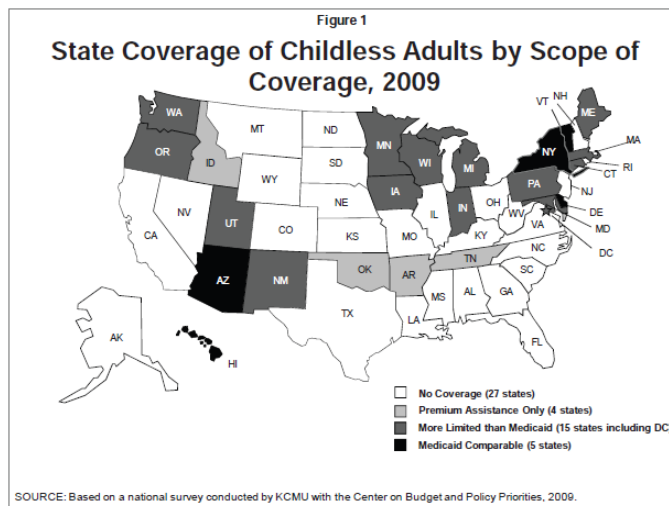 Figure 1
State Coverage of Childless Adults by Scope of
Coverage, 2009
NH
VT
ME
WA
MT
ND
MN
MA
OR
ID
SD
WI
MI
NY
RI
CT
WY
IA
PA
NJ
NE
NV
UT
IL
IN
OH
DE
CO
WV
VA
MD
CA
KS
MO
KY
DC
NC
TN
AZ
NM
OK
AR
SC
MS
AL
GA
TX
LA
AK
FL
HI
No Coverage (27 states)
Premium Assistance Only (4 states)
More Limited than Medicaid (15 states including DC)
Medicaid Comparable (5 states)
SOURCE: Based on a national survey conducted by KCMU with the Center on Budget and Policy Priorities, 2009.